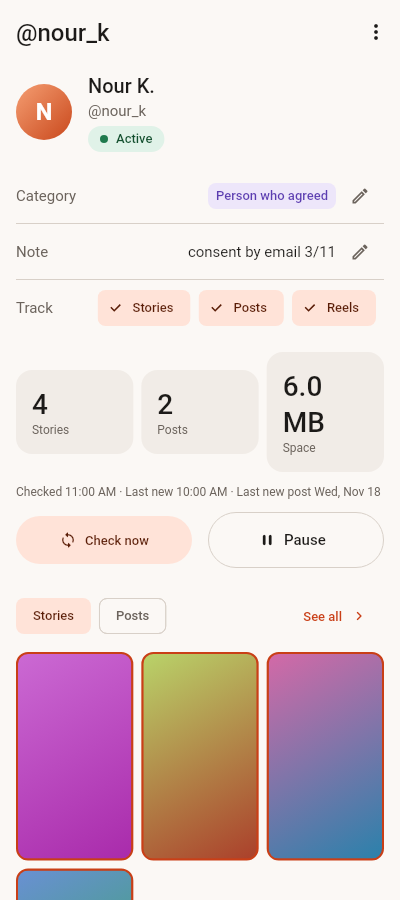 @nour_k
N
Nour K.
@nour_k
Active
Category
Person who agreed
Note
consent by email 3/11
Track
Stories
Posts
Reels
4
Stories
2
Posts
6.0
MB
Space
Checked 11:00 AM · Last new 10:00 AM · Last new post Wed, Nov 18
Check now
Pause
Stories
Posts
See all